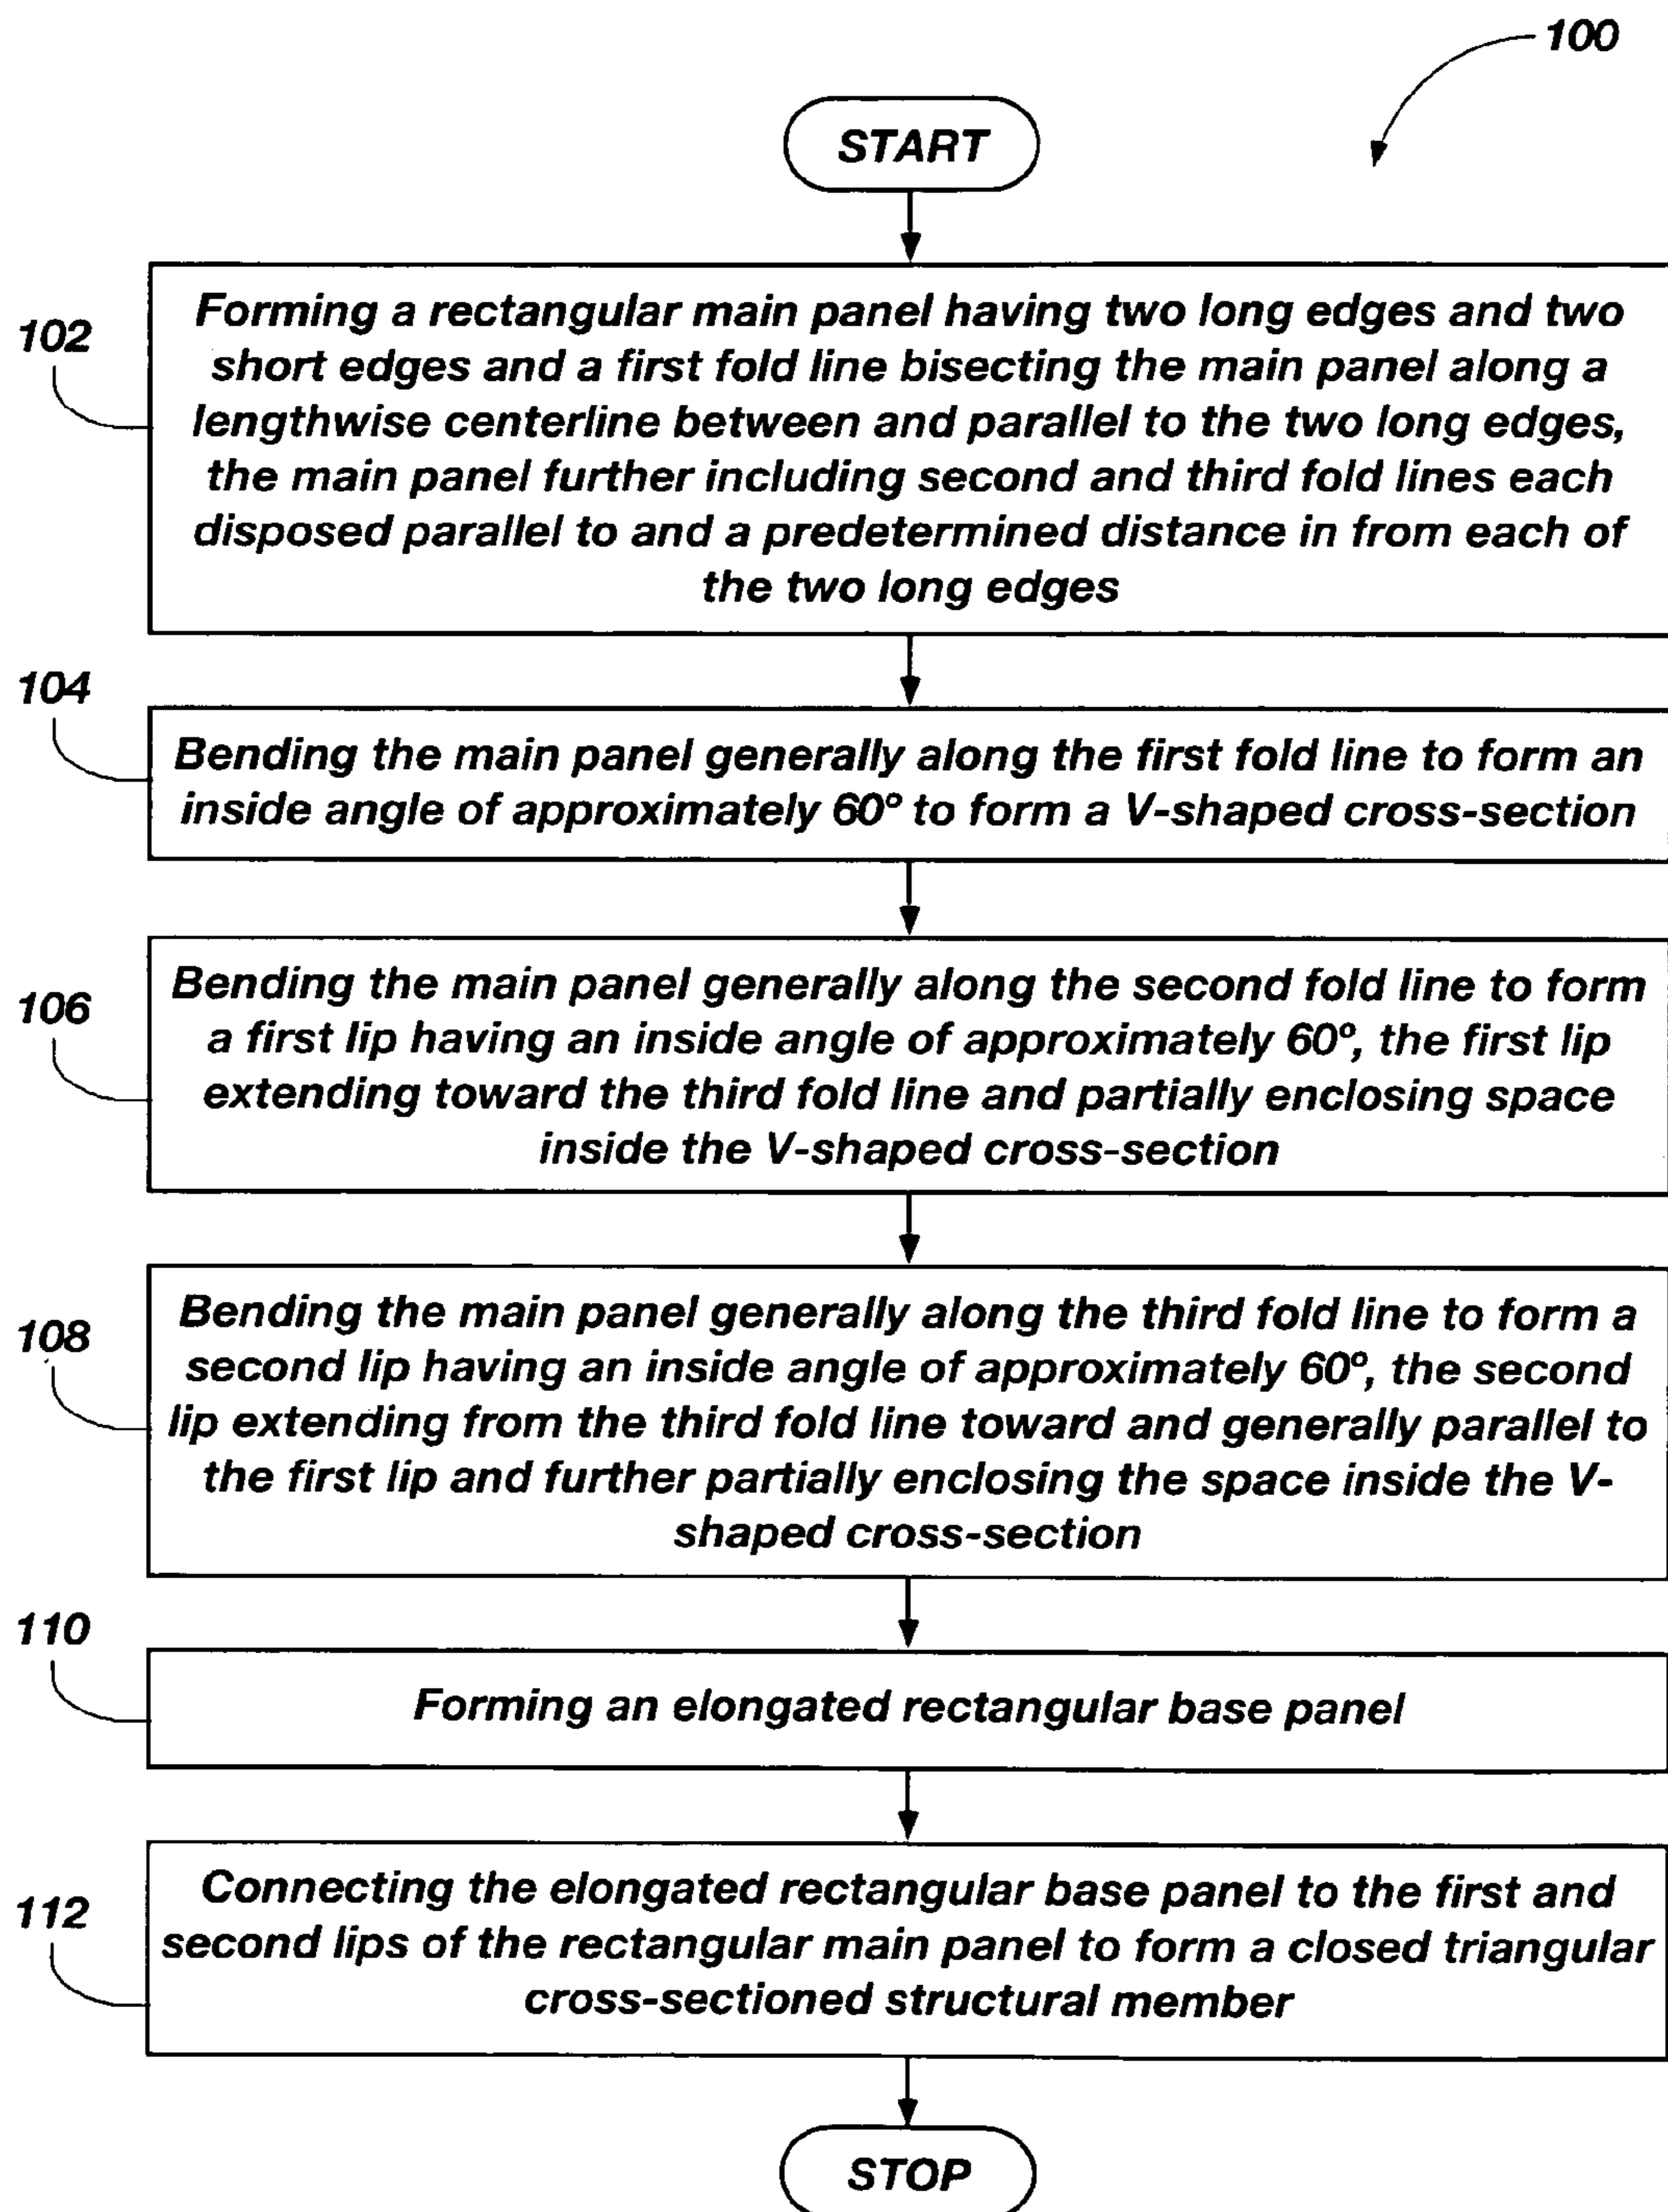 100
START
102
Forming a rectangular main panel having two long edges and two
short edges and a first fold line bisecting the main panel along a
lengthwise centerline between and parallel to the two long edges,
the main panel further including second and third fold lines each
disposed parallel to and a predetermined distance in from each of
the two long edges
104
Bending the main panel generally along the first fold line to form an
inside angle of approximately 60º to form a V-shaped cross-section
106
Bending the main panel generally along the second fold line to form
a first lip having an inside angle of approximately 60º, the first lip
extending toward the third fold line and partially enclosing space
inside the V-shaped cross-section
108
Bending the main panel generally along the third fold line to form a
second lip having an inside angle of approximately 60º, the second
lip extending from the third fold line toward and generally parallel to
the first lip and further partially enclosing the space inside the V-
shaped cross-section
110
Forming an elongated rectangular base panel
112
Connecting the elongated rectangular base panel to the first and
second lips of the rectangular main panel to form a closed triangular
cross-sectioned structural member
STOP